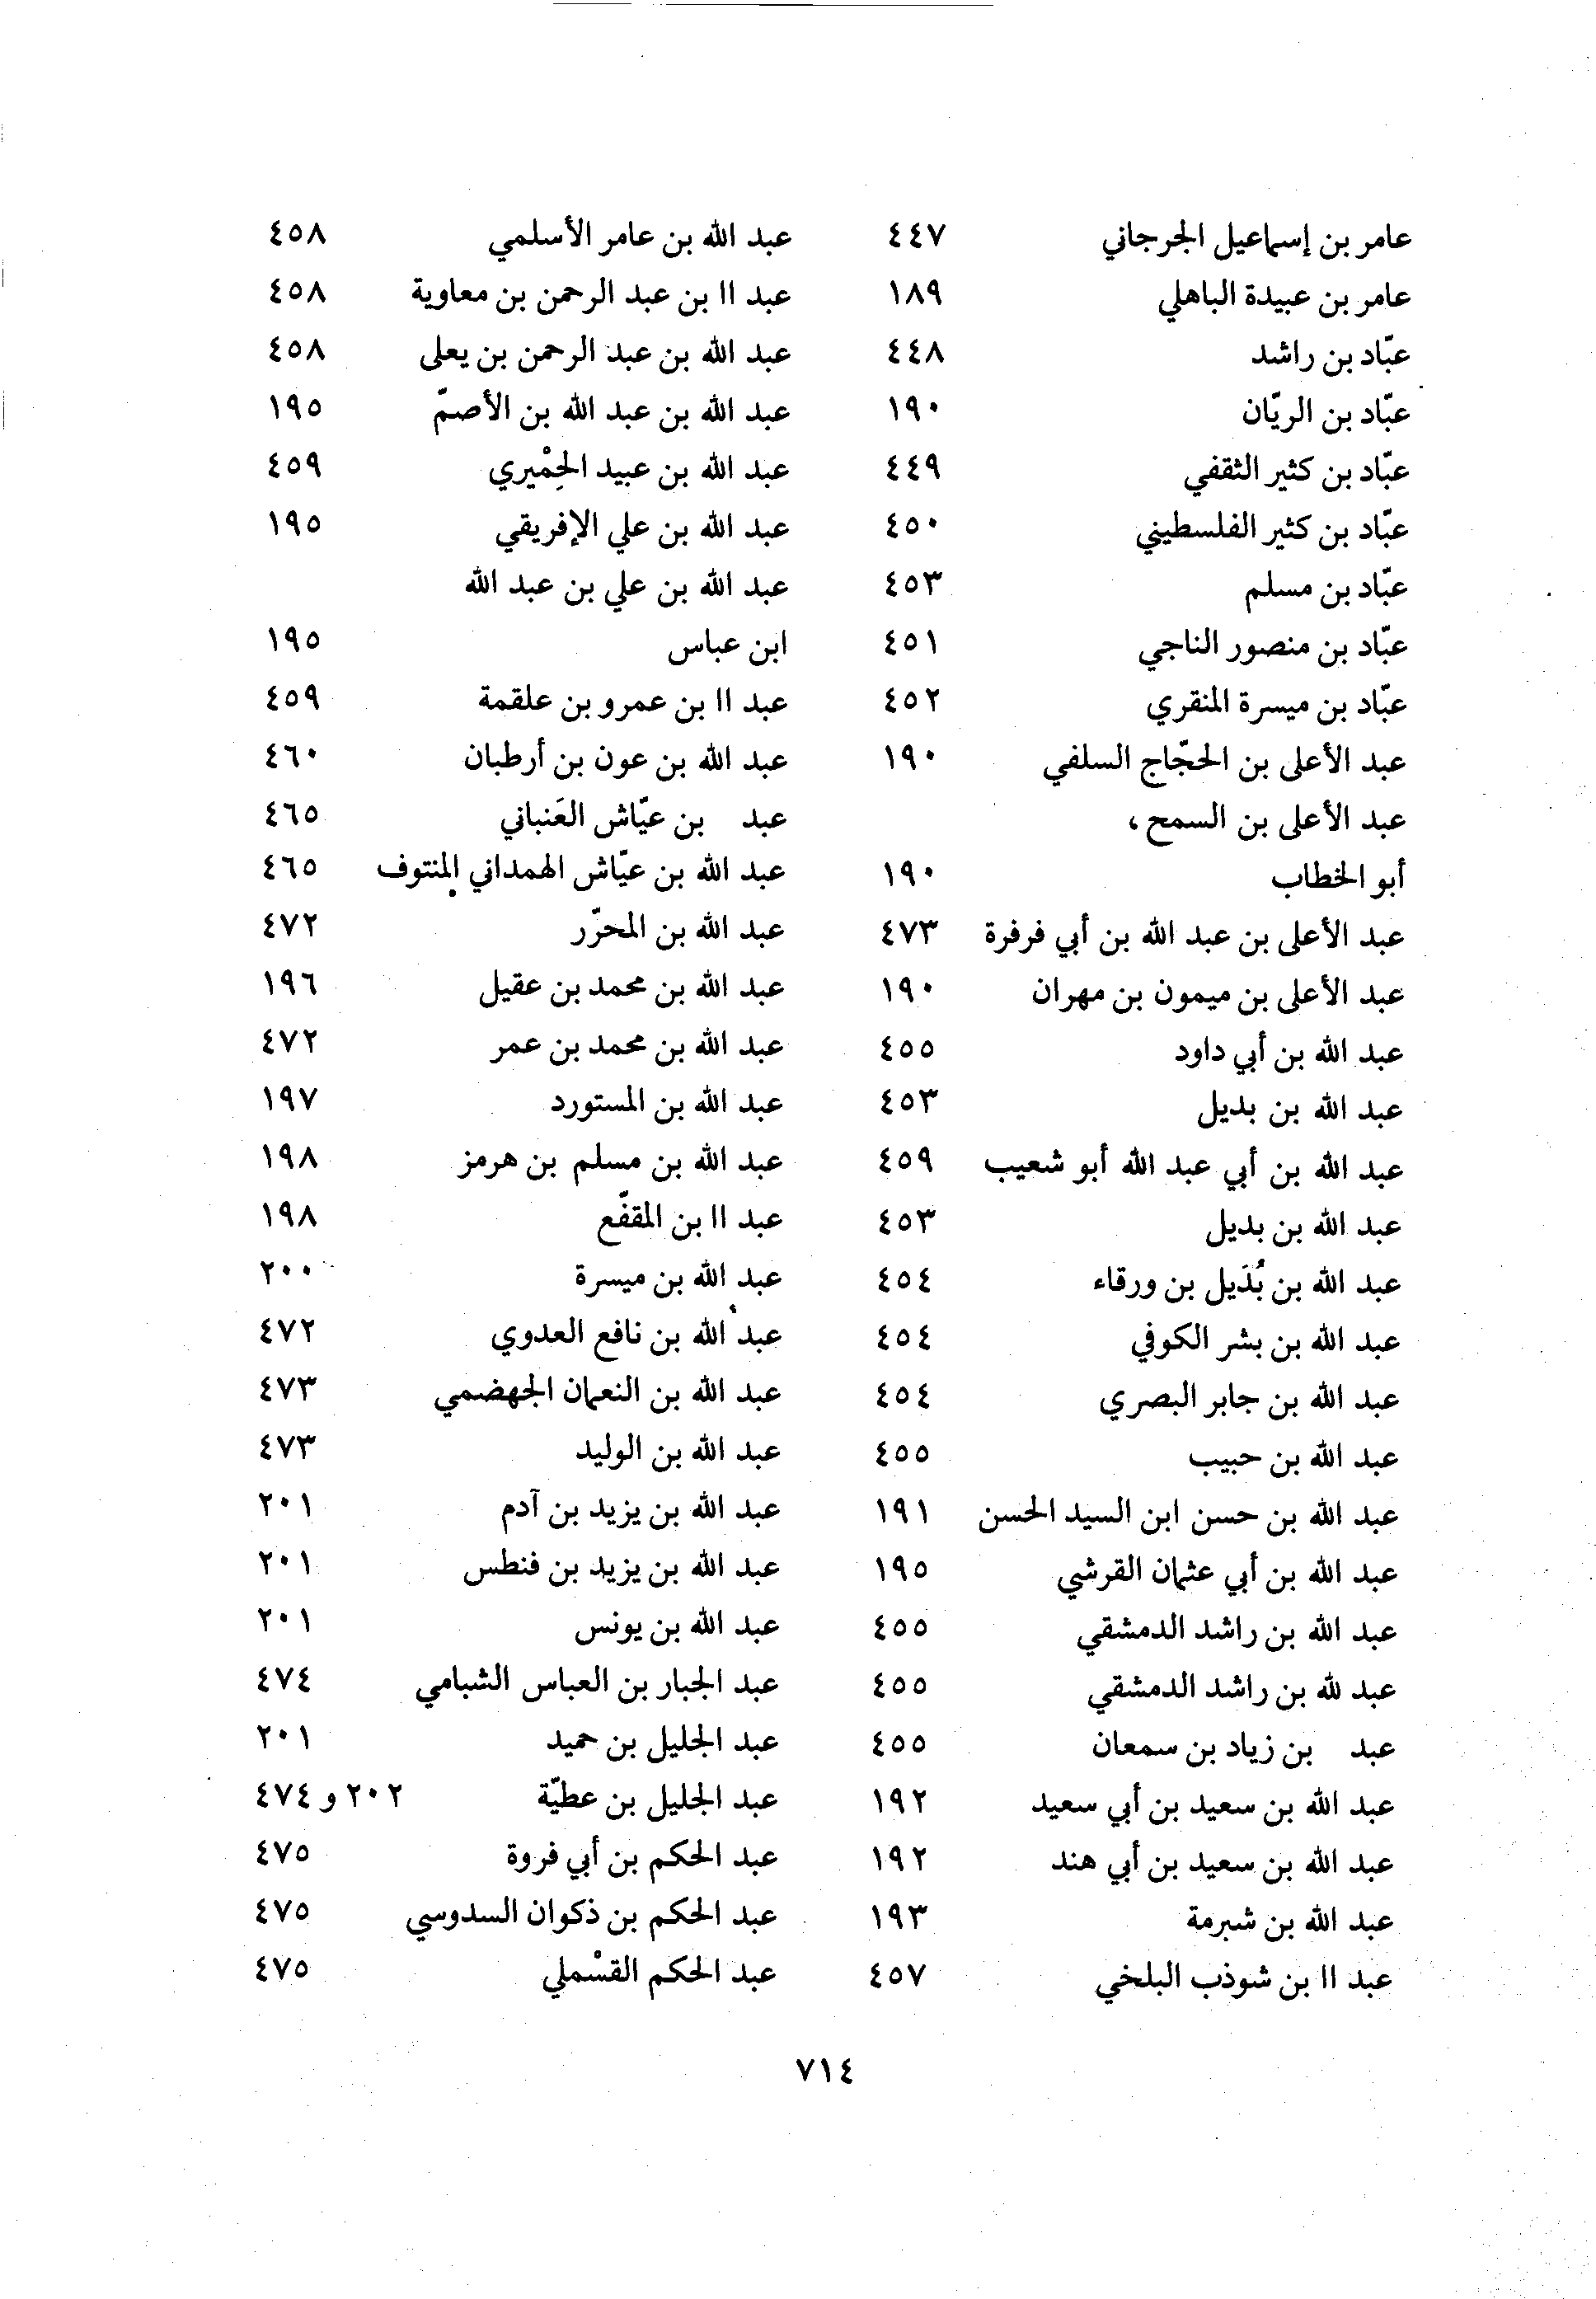 عامر بن إسماعيل الجرجاني ٤٤٧
عامر بن عبيدة الباهلي ١٨٩
عبّاد بن راشد ٤٤٨
عبّاد بن الريّان ١٩٠
عبّاد بن كثير الثقفي ٤٤٩
عبّاد بن كثير الفلسطيني ٤٥٠
عبّاد بن مسلم ٤٥٣
عبّاد بن منصور الناجي ٤٥١
عبّاد بن ميسرة المنقري ٤٥٢
عبد الأعلى بن الحجّاج السلفي ١٩٠
عبد الأعلى بن السمح،
أبو الخطاب ١٩٠
عبد الأعلى بن عبد الله بن أبي فرفرة ٤٧٣
عبد الأعلى بن ميمون بن مهران ١٩٠
عبد الله بن أبي داود ٤٥٥
عبد الله بن بديل ٤٥٣
عبد الله بن أبي عبد الله أبو شعيب ٤٥٩
عبد الله بن بديل ٤٥٣
عبد الله بن بُدَيل بن ورقاء ٤٥٤
عبد الله بن بشر الكوفي ٤٥٤
عبد الله بن جابر البصري ٤٥٤
عبد الله بن حبيب ٤٥٥
عبد الله بن حسن ابن السيد الحسن ١٩١
عبد الله بن أبي عثمان القرشي ١٩٥
عبد الله بن راشد الدمشقي ٤٥٥
عبد لله بن راشد الدمشقي ٤٥٥
عبد بن زياد بن سمعان ٤٥٥
عبد الله بن سعيد بن أبي سعيد ١٩٢
عبد الله بن سعيد بن أبي هند ١٩٢
عبد الله بن شبرمة ١٩٣
عبد اا بن شوذب البلخي ٤٥٧
عبد الله بن عامر الأسلمي ٤٥٨
عبد اا بن عبد الرحمن بن معاوية ٤٥٨
عبد الله بن عبد الرحمن بن يعلى ٤٥٨
عبد الله بن عبد الله بن الأصمّ ١٩٥
عبد الله بن عبيد الحِمْيري ٤٥٩
عبد الله بن علي الإفريقي ١٩٥
عبد الله بن علي بن عبد الله
ابن عباس ١٩٥
عبد اا بن عمرو بن علقمة ٤٥٩
عبد الله بن عون بن أرطبان ٤٦٠
عبد بن عيّاش العَنباني ٤٦٥
عبد الله بن عيّاش الهمداني المنتوف ٤٦٥
عبد الله بن المحرّر ٤٧٢
عبد الله بن محمد بن عقيل ١٩٦
عبد الله بن محمد بن عمر ٤٧٢
عبد الله بن المستورد ١٩٧
عبد الله بن مسلم بن هرمز ١٩٨
عبد اا بن المقفّع ١٩٨
عبد الله بن ميسرة ٢٠٠
عبد الله بن نافع العدوي ٤٧٢
عبد الله بن النعمان الجهضمي ٤٧٣
عبد الله بن الوليد ٤٧٣
عبد الله بن يزيد بن آدم ٢٠١
عبد الله بن يزيد بن فنطس ٢٠١
عبد الله بن يونس ٢٠١
عبد الجبار بن العباس الشبامي ٤٧٤
عبد الجليل بن حميد ٢٠١
عبد الجليل بن عطيّة ٢٠٢ و ٤٧٤
عبد الحكم بن أبي فروة ٤٧٥
عبد الحكم بن ذكوان السدوسي ٤٧٥
عبد الحكم القسْملي ٤٧٥
٧١٤